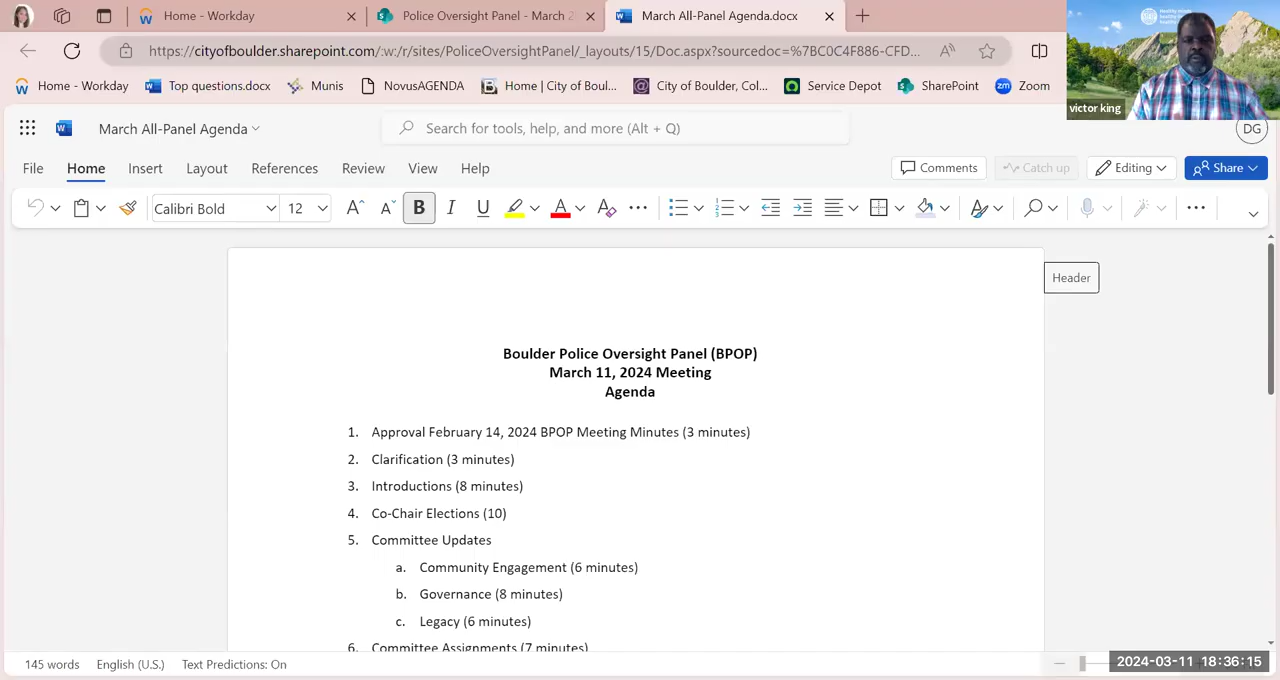 Home - Workday
Police Oversight Panel - March 2
March All-Panel Agenda.docx
https://cityofboulder.sharepoint.com/:w:/r/sites/PoliceOversightPanel/_layouts/15/Doc.aspx?sourcedoc=%7BC0C4F886-CFD...
Home - Workday
Top questions.docx
Munis
NovusAGENDA
Home | City of Boul...
City of Boulder, Col...
Service Depot
SharePoint
Zoom
victor king
March All-Panel Agenda
Search for tools, help, and more (Alt + Q)
DG
File Home Insert Layout References Review View Help
Comments
Catch up
Editing
Share
Calibri Bold
12
Header
Boulder Police Oversight Panel (BPOP)
March 11, 2024 Meeting
Agenda
1. Approval February 14, 2024 BPOP Meeting Minutes (3 minutes)
2. Clarification (3 minutes)
3. Introductions (8 minutes)
4. Co-Chair Elections (10)
5. Committee Updates
a. Community Engagement (6 minutes)
b. Governance (8 minutes)
c. Legacy (6 minutes)
6. Committee Assignments (7 minutes)
145 words
English (U.S.)
Text Predictions: On
2024-03-11 18:36:15